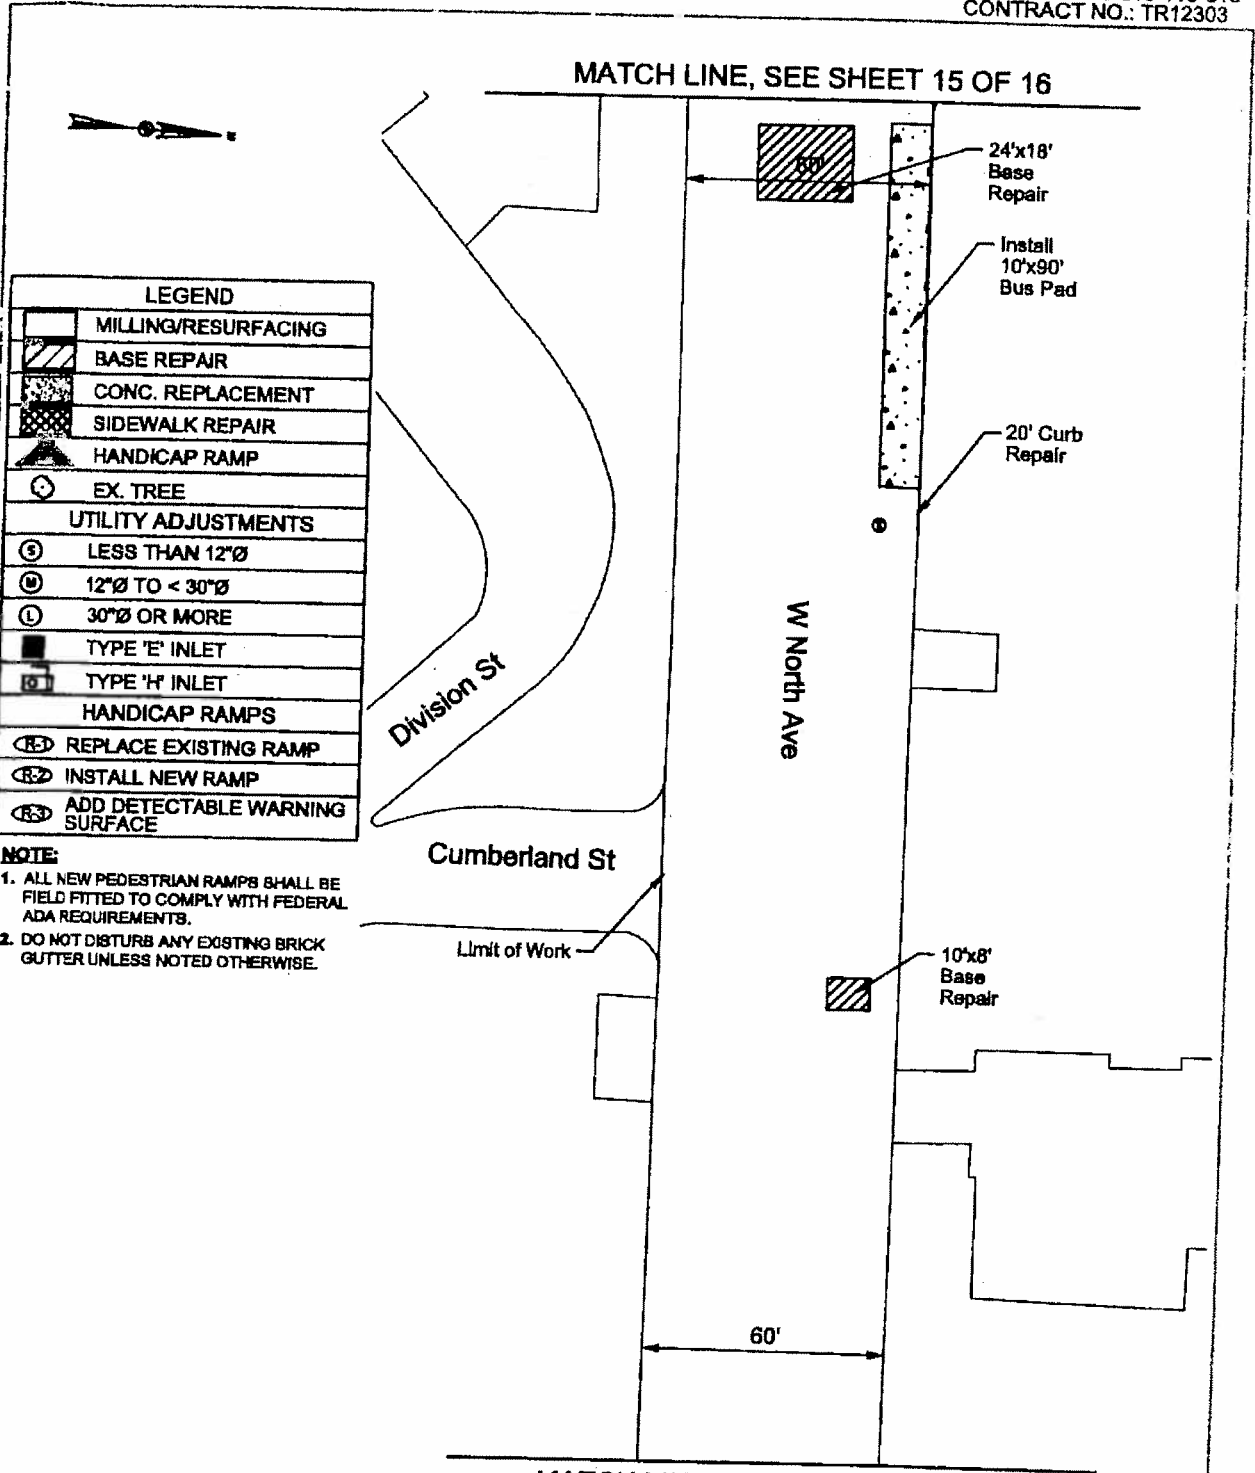 CONTRACT NO.: TR12303
MATCH LINE, SEE SHEET 15 OF 16
24'x18'
Base
Repair
Install
10'x90'
Bus Pad
20' Curb
Repair
LEGEND
MILLING/RESURFACING
BASE REPAIR
CONC. REPLACEMENT
SIDEWALK REPAIR
HANDICAP RAMP
EX. TREE
UTILITY ADJUSTMENTS
S LESS THAN 12"Ø
M 12"Ø TO < 30"Ø
L 30"Ø OR MORE
TYPE 'E' INLET
TYPE 'H' INLET
HANDICAP RAMPS
R-1 REPLACE EXISTING RAMP
R-2 INSTALL NEW RAMP
R-3 ADD DETECTABLE WARNING
SURFACE
NOTE:
1. ALL NEW PEDESTRIAN RAMPS SHALL BE
FIELD FITTED TO COMPLY WITH FEDERAL
ADA REQUIREMENTS.
2. DO NOT DISTURB ANY EXISTING BRICK
GUTTER UNLESS NOTED OTHERWISE.
W North Ave
Division St
Cumberland St
Limit of Work
10'x8'
Base
Repair
60'